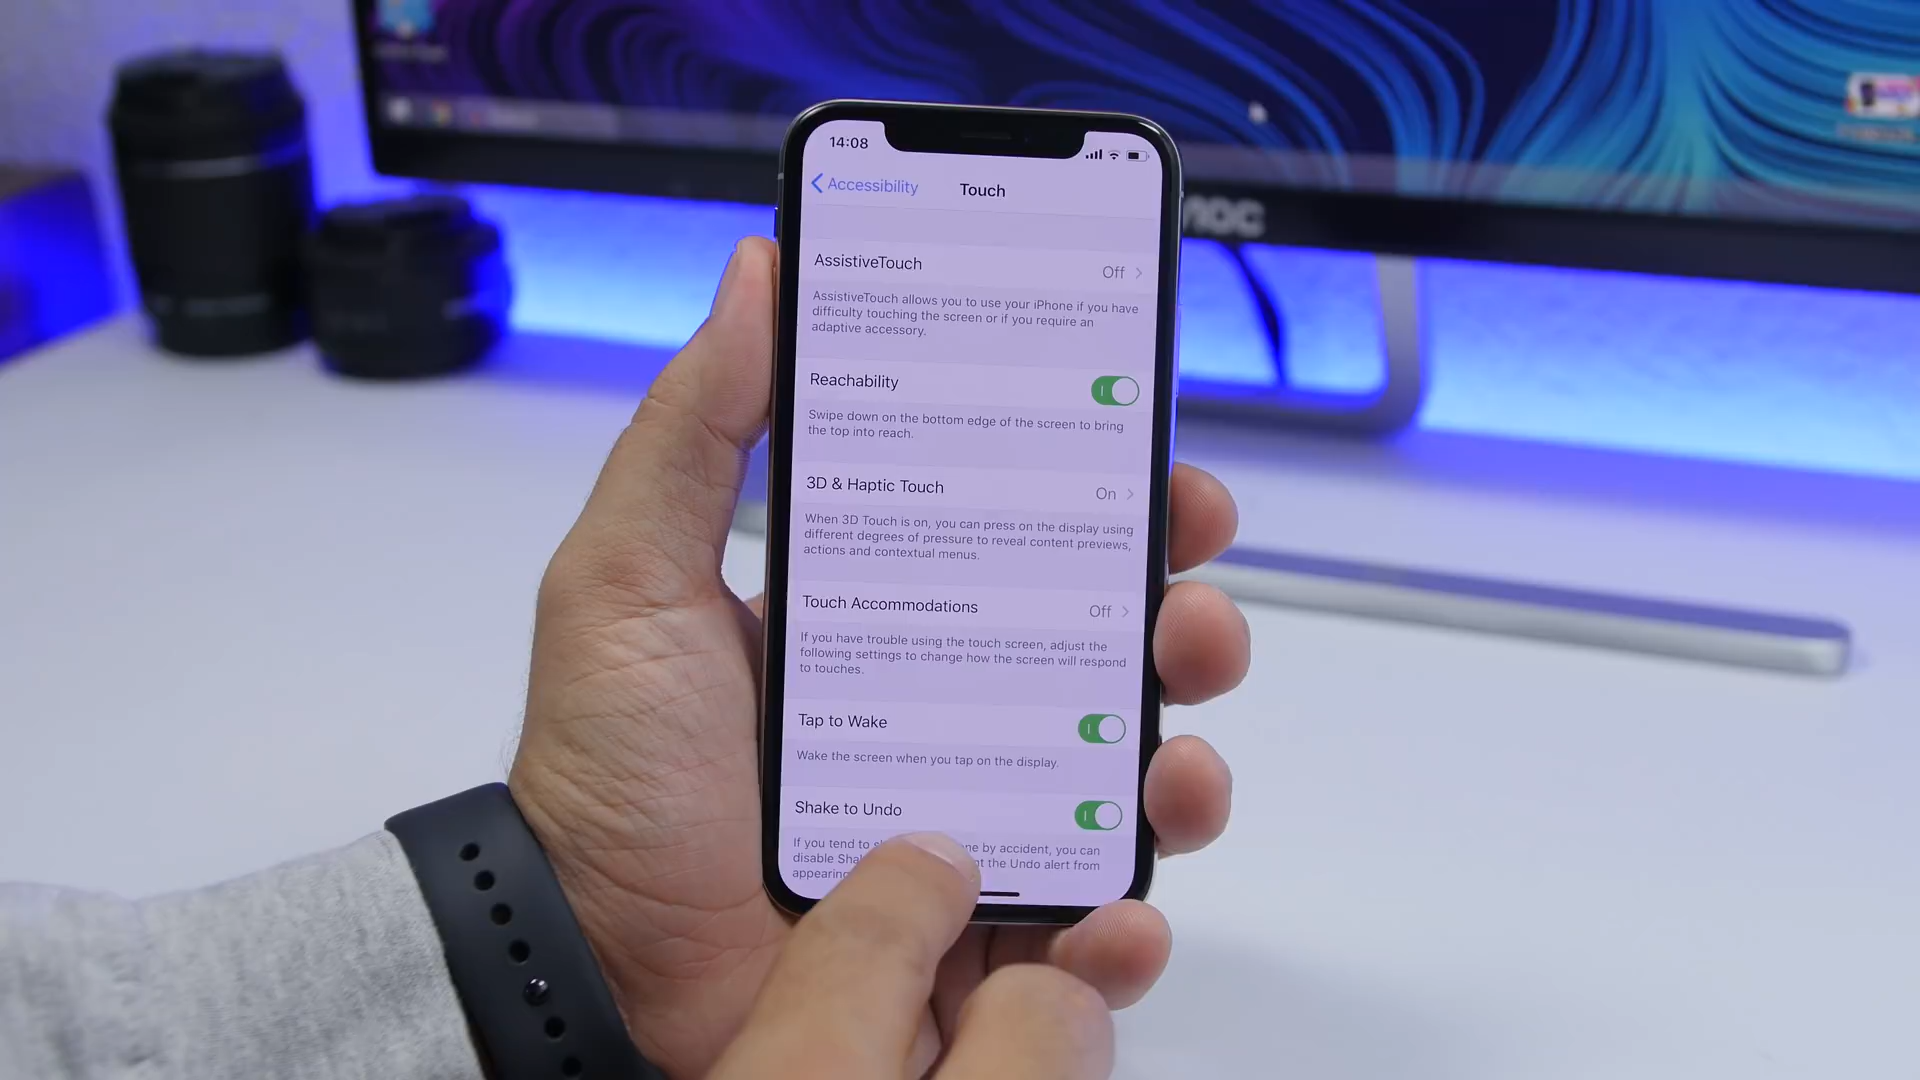 14:08
Accessibility
Touch
AssistiveTouch
Off
AssistiveTouch allows you to use your iPhone if you have
difficulty touching the screen or if you require an
adaptive accessory.
Reachability
Swipe down on the bottom edge of the screen to bring
the top into reach.
3D & Haptic Touch
On
When 3D Touch is on, you can press on the display using
different degrees of pressure to reveal content previews,
actions and contextual menus.
Touch Accommodations
Off
If you have trouble using the touch screen, adjust the
following settings to change how the screen will respond
to touches.
Tap to Wake
Wake the screen when you tap on the display.
Shake to Undo
If you tend to by accident, you can
disable the Undo alert from
appearing
AOC